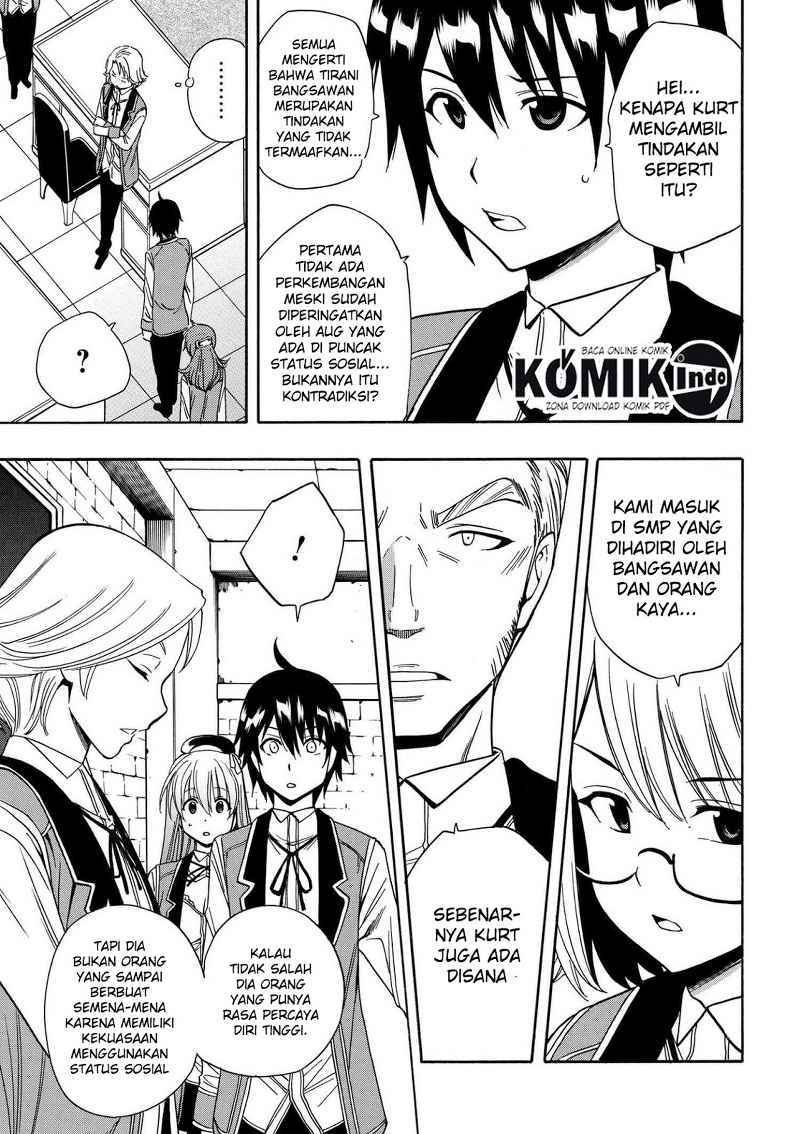 HEI...
KENAPA KURT
MENGAMBIL
TINDAKAN
SEPERTI
ITU?
SEMUA
MENGERTI
BAHWA TIRANI
BANGSAWAN
MERUPAKAN
TINDAKAN
YANG TIDAK
TERMAAFKAN...
PERTAMA
TIDAK ADA
PERKEMBANGAN
MESKI SUDAH
DIPERINGATKAN
OLEH AUG YANG
ADA DI PUNCAK
STATUS SOSIAL...
BUKANNYA ITU
KONTRADIKSI?
BACA ONLINE KOMIK
KOMIK indo
ZONA DOWNLOAD KOMIK PDF
.........
?
KAMI MASUK
DI SMP YANG
DIHADIRI OLEH
BANGSAWAN
DAN ORANG
KAYA...
SEBENAR-
NYA KURT
JUGA ADA
DISANA
!
KALAU
TIDAK SALAH
DIA ORANG
YANG PUNYA
RASA PERCAYA
DIRI TINGGI.
TAPI DIA
BUKAN ORANG
YANG SAMPAI
BERBUAT
SEMENA-MENA
KARENA MEMILIKI
KEKUASAAN
MENGGUNAKAN
STATUS SOSIAL